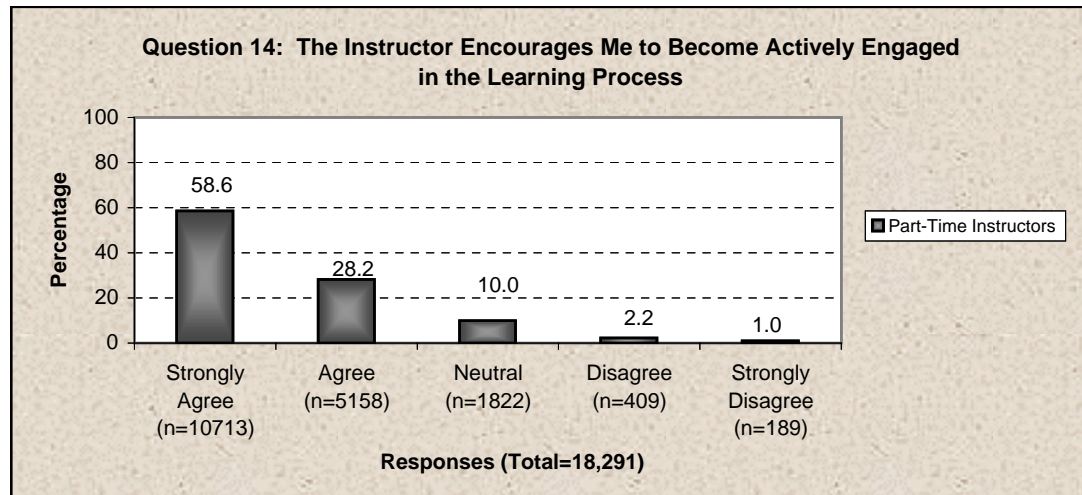 Question 14:  The Instructor Encourages Me to Become Actively Engaged
in the Learning Process
100
80
60
40
20
0
Percentage
58.6
28.2
10.0
2.2
1.0
Part-Time Instructors
Strongly
Agree
(n=10713)
Agree
(n=5158)
Neutral
(n=1822)
Disagree
(n=409)
Strongly
Disagree
(n=189)
Responses (Total=18,291)